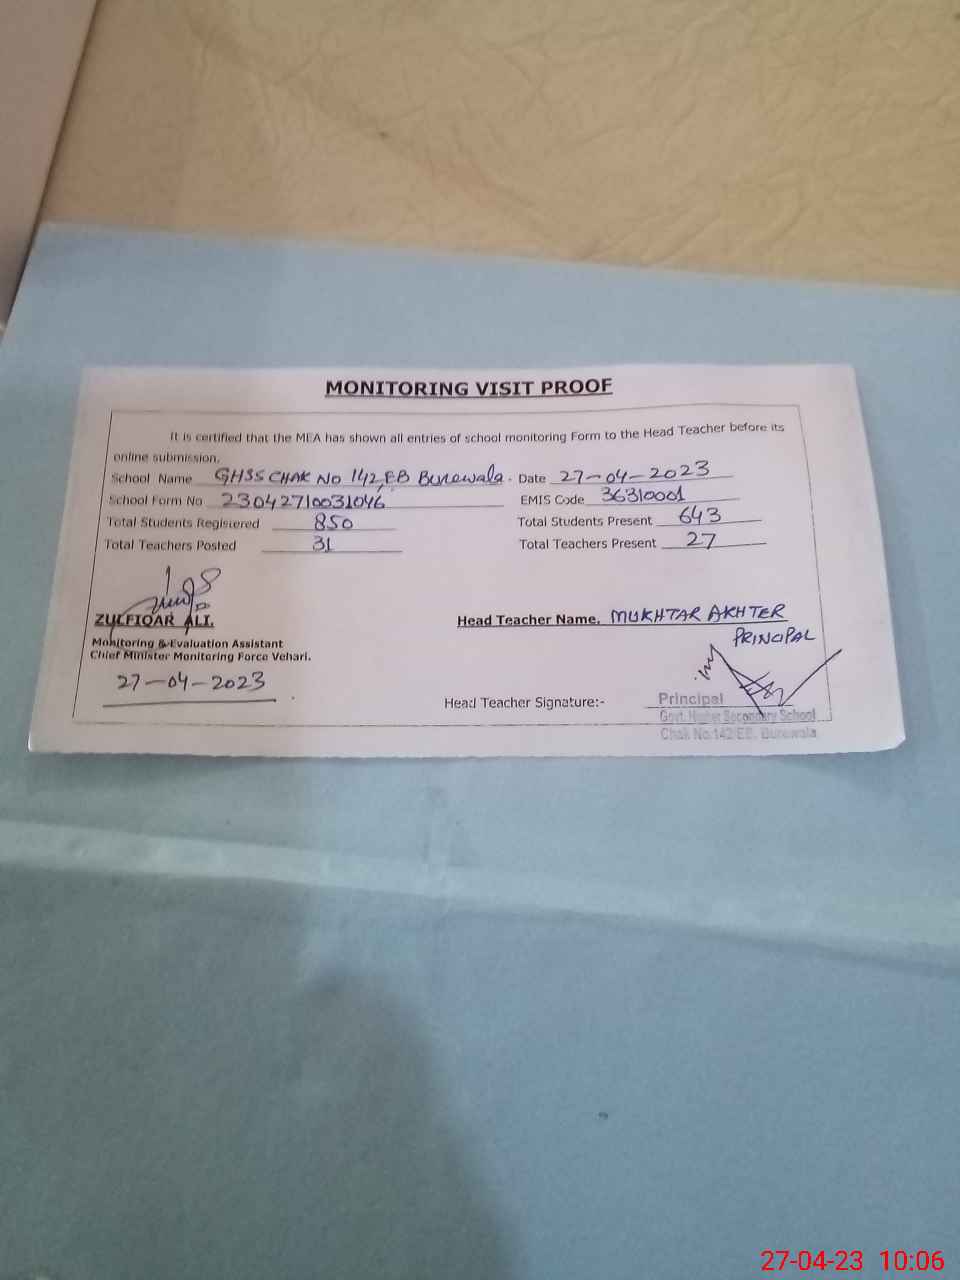 MONITORING VISIT PROOF
It is certified that the MEA has shown all entries of school monitoring Form to the Head Teacher before its
online submission.
School Name GHSS CHAK No 142, EB Burewala. Date 27-04-2023
School Form No 23042710031046 EMIS Code 36310001
Total Students Registered 850 Total Students Present 643
Total Teachers Posted 31 Total Teachers Present 27
ZULFIQAR ALI. Head Teacher Name. MUKHTAR AKHTER
PRINCIPAL
Monitoring & Evaluation Assistant
Chief Minister Monitoring Force Vehari.
27-04-2023
Head Teacher Signature:-
Principal
Govt. Higher Secondary School
Chak No.142/EB. Burewala
27-04-23 10:06